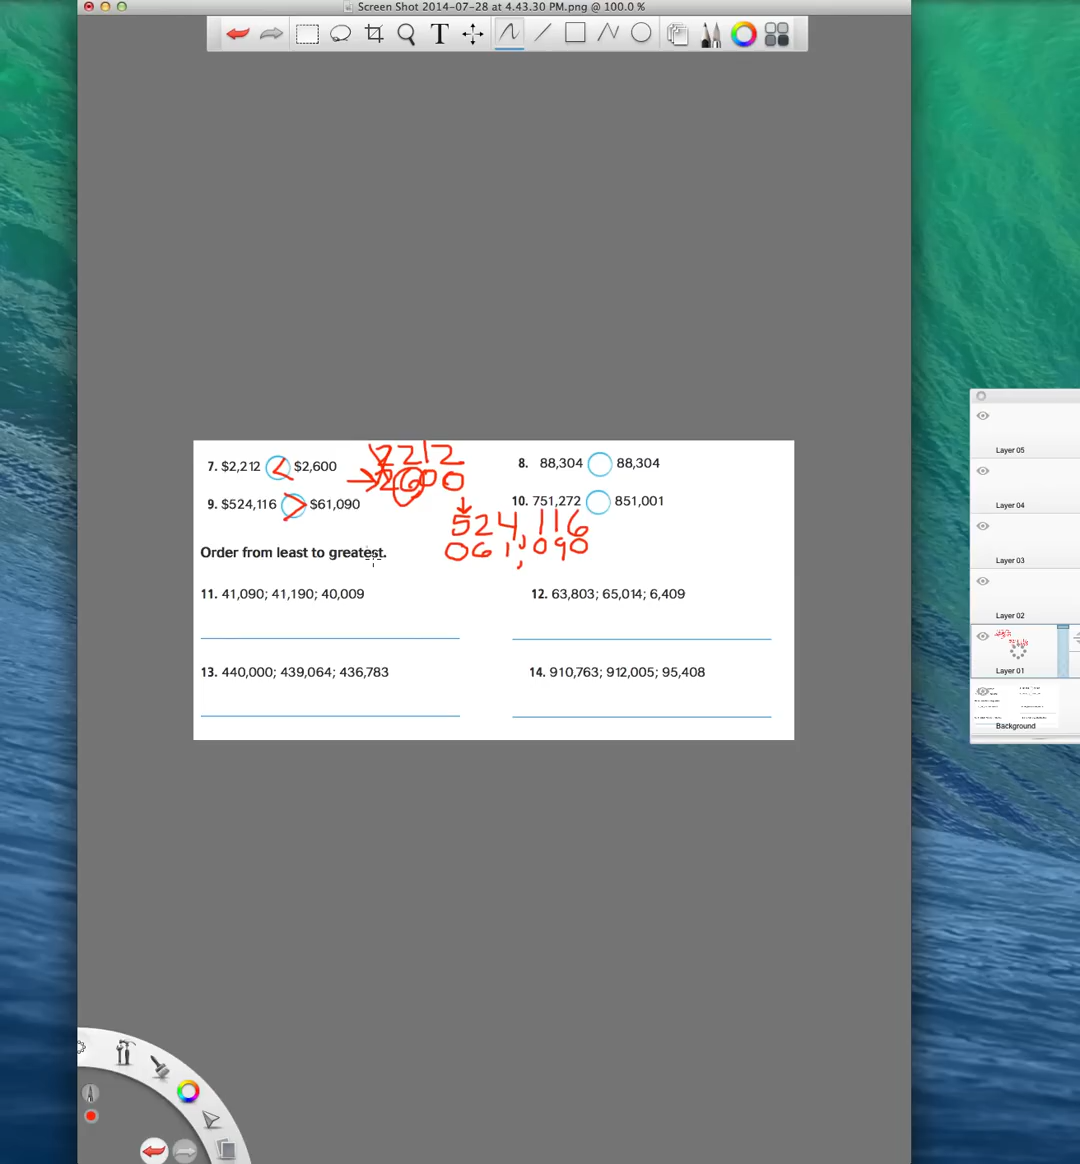 Screen Shot 2014-07-28 at 4.43.30 PM.png @ 100.0 %
T
7. $2,212 < $2,600
2212
2600
8. 88,304 88,304
9. $524,116 > $61,090
10. 751,272 851,001
524,116
061,090
Order from least to greatest.
11. 41,090; 41,190; 40,009
12. 63,803; 65,014; 6,409
13. 440,000; 439,064; 436,783
14. 910,763; 912,005; 95,408
Layer 05
Layer 04
Layer 03
Layer 02
Layer 01
Background